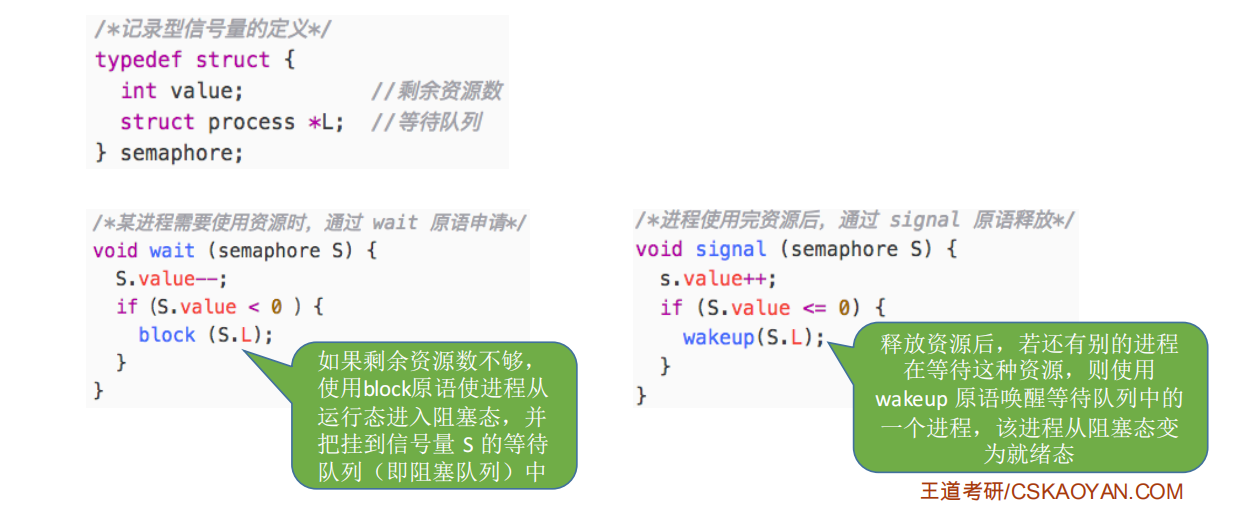 /*记录型信号量的定义*/
typedef struct {
int value; //剩余资源数
struct process *L; //等待队列
} semaphore;
/*某进程需要使用资源时，通过 wait 原语申请*/
void wait (semaphore S) {
S.value--;
if (S.value < 0 ) {
block (S.L);
}
}
如果剩余资源数不够，
使用block原语使进程从
运行态进入阻塞态，并
把挂到信号量 S 的等待
队列（即阻塞队列）中
/*进程使用完资源后，通过 signal 原语释放*/
void signal (semaphore S) {
s.value++;
if (S.value <= 0) {
wakeup(S.L);
}
}
释放资源后，若还有别的进程
在等待这种资源，则使用
wakeup 原语唤醒等待队列中的
一个进程，该进程从阻塞态变
为就绪态
王道考研/CSKAOYAN.COM